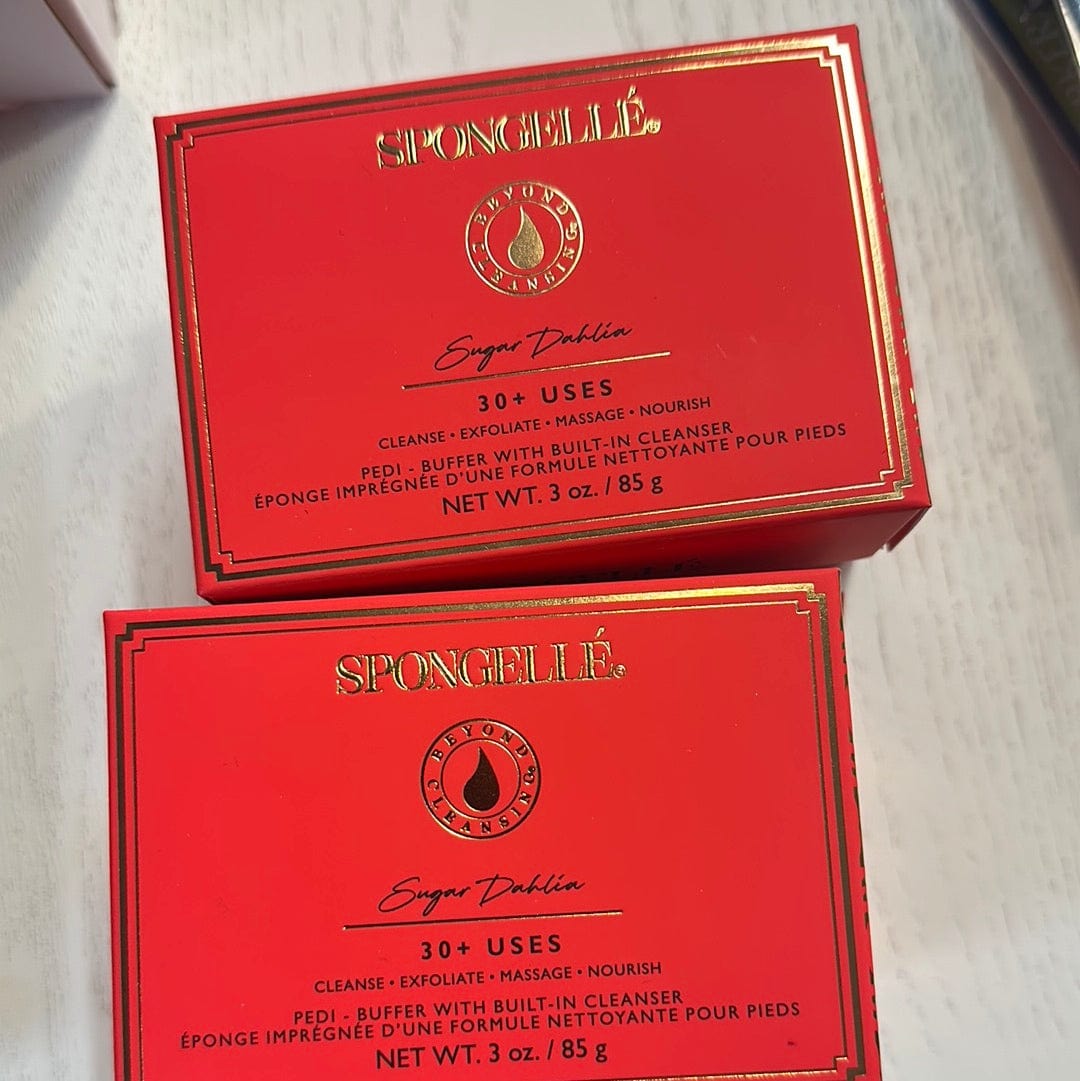 SPONGELLÉ®
BEYOND CLEANSING®
Sugar Dahlia
30+ USES
CLEANSE • EXFOLIATE • MASSAGE • NOURISH
PEDI - BUFFER WITH BUILT-IN CLEANSER
ÉPONGE IMPRÉGNÉE D'UNE FORMULE NETTOYANTE POUR PIEDS
NET WT. 3 oz. / 85 g
SPONGELLÉ®
BEYOND CLEANSING®
Sugar Dahlia
30+ USES
CLEANSE • EXFOLIATE • MASSAGE • NOURISH
PEDI - BUFFER WITH BUILT-IN CLEANSER
ÉPONGE IMPRÉGNÉE D'UNE FORMULE NETTOYANTE POUR PIEDS
NET WT. 3 oz. / 85 g